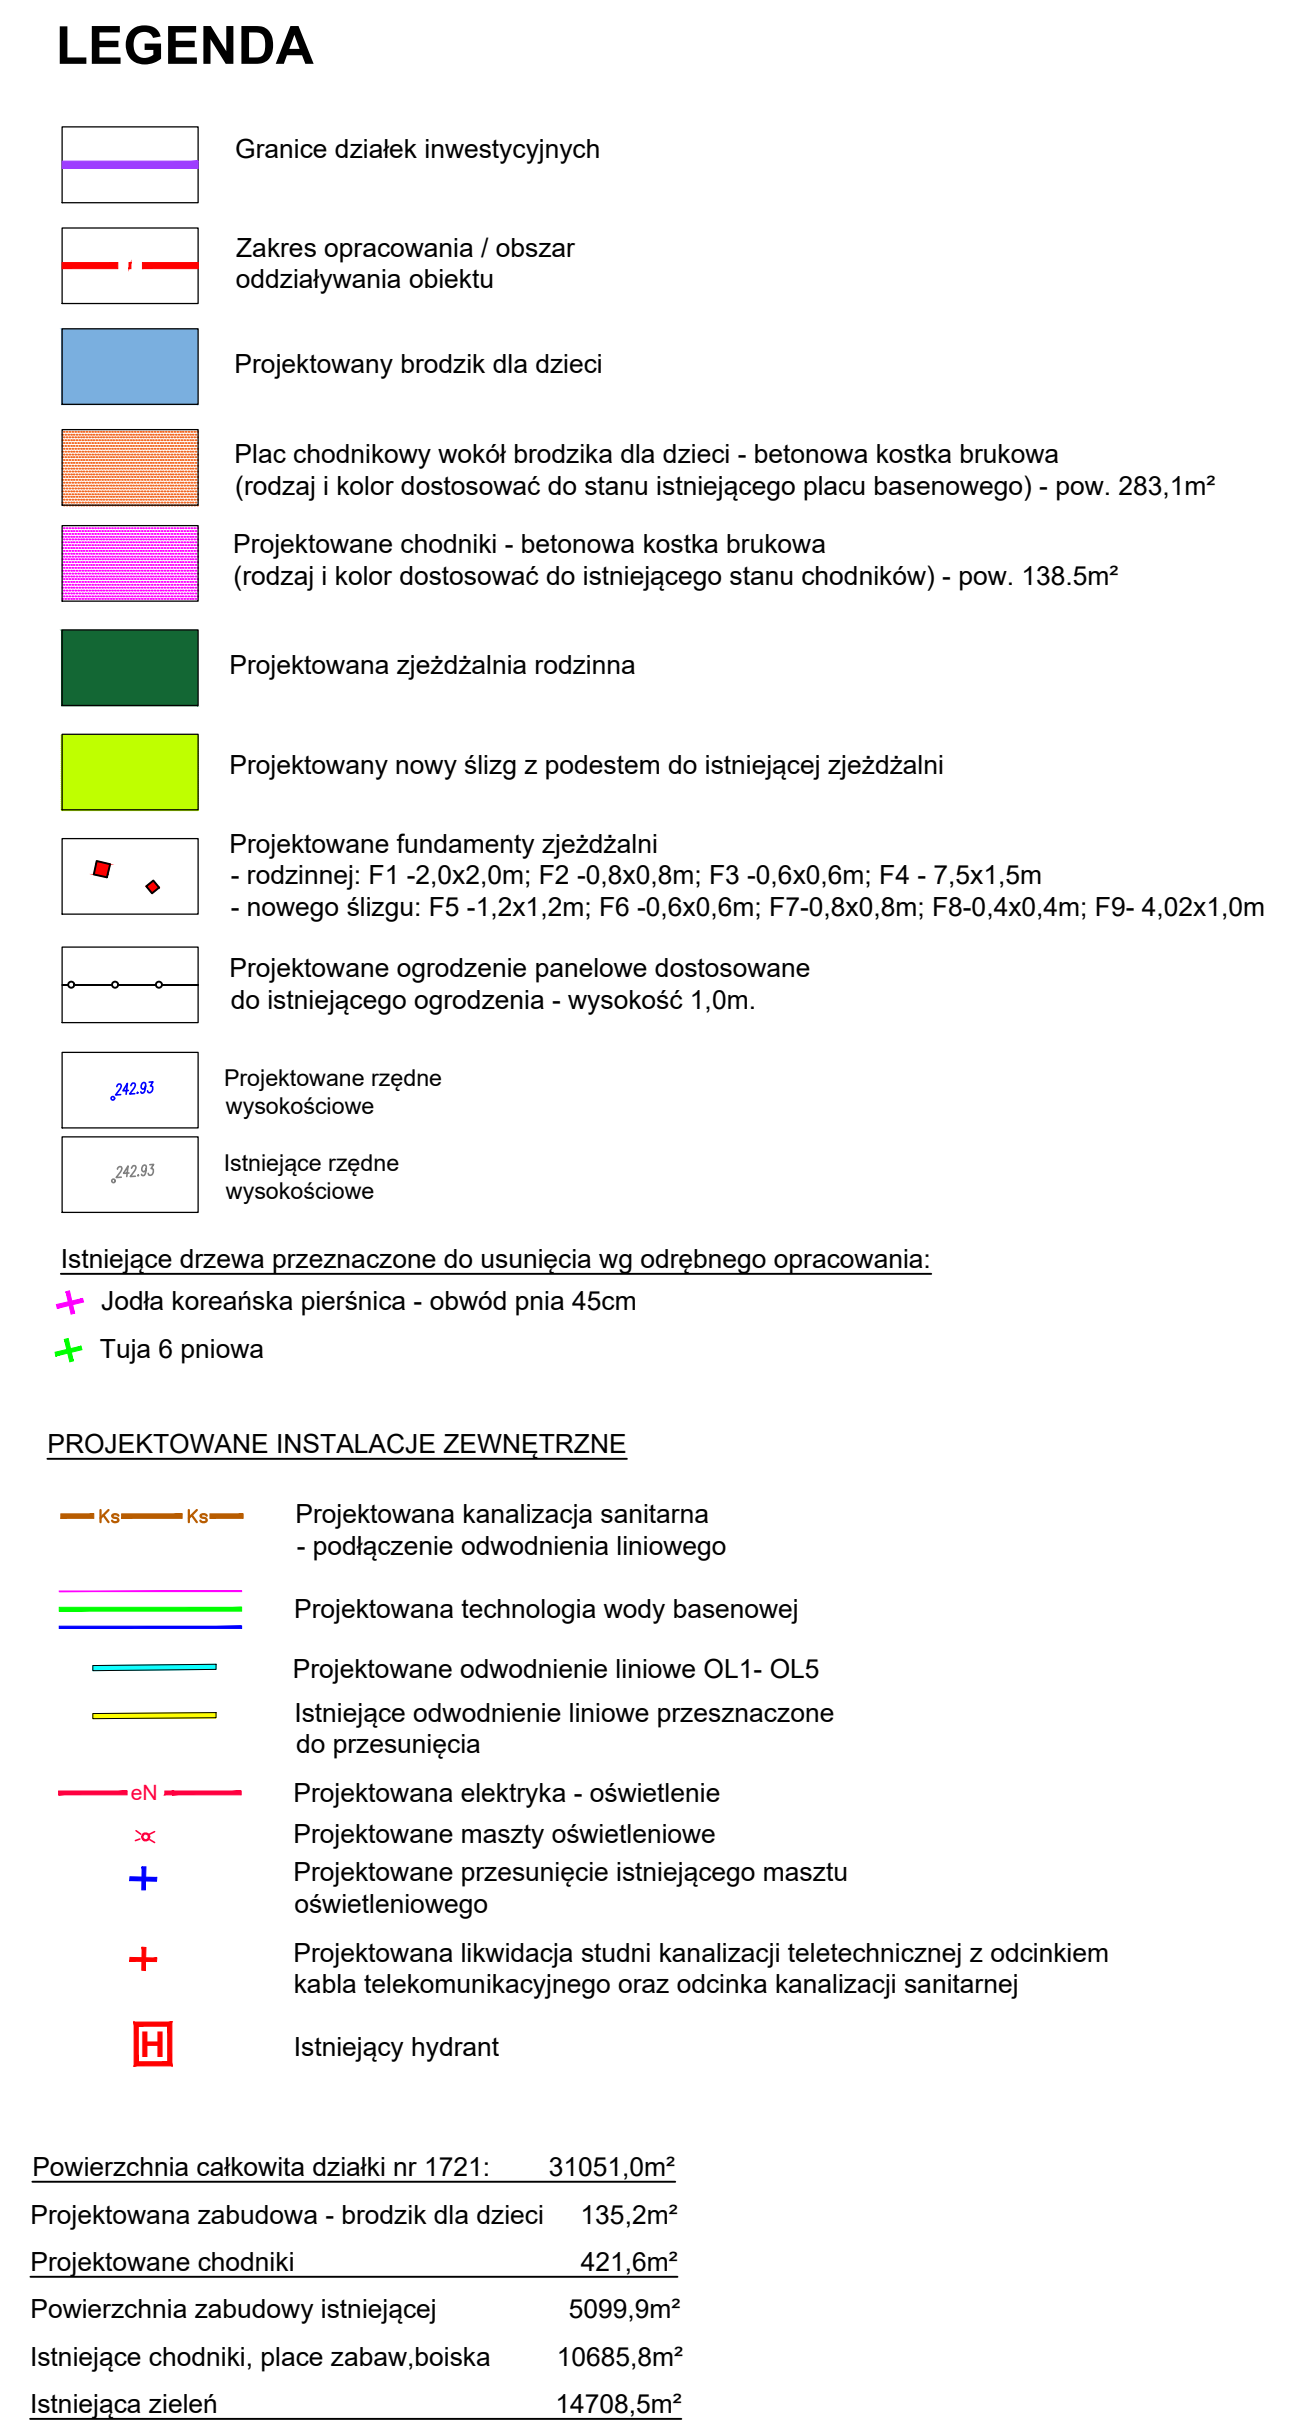 LEGENDA
Granice działek inwestycyjnych
Zakres opracowania / obszar
oddziaływania obiektu
Projektowany brodzik dla dzieci
Plac chodnikowy wokół brodzika dla dzieci - betonowa kostka brukowa
(rodzaj i kolor dostosować do stanu istniejącego placu basenowego) - pow. 283,1m²
Projektowane chodniki - betonowa kostka brukowa
(rodzaj i kolor dostosować do istniejącego stanu chodników) - pow. 138.5m²
Projektowana zjeżdżalnia rodzinna
Projektowany nowy ślizg z podestem do istniejącej zjeżdżalni
Projektowane fundamenty zjeżdżalni
- rodzinnej: F1 -2,0x2,0m; F2 -0,8x0,8m; F3 -0,6x0,6m; F4 - 7,5x1,5m
- nowego ślizgu: F5 -1,2x1,2m; F6 -0,6x0,6m; F7-0,8x0,8m; F8-0,4x0,4m; F9- 4,02x1,0m
Projektowane ogrodzenie panelowe dostosowane
do istniejącego ogrodzenia - wysokość 1,0m.
242.93
Projektowane rzędne
wysokościowe
242.93
Istniejące rzędne
wysokościowe
Istniejące drzewa przeznaczone do usunięcia wg odrębnego opracowania:
Jodła koreańska pierśnica - obwód pnia 45cm
Tuja 6 pniowa
PROJEKTOWANE INSTALACJE ZEWNĘTRZNE
Ks Ks Projektowana kanalizacja sanitarna
- podłączenie odwodnienia liniowego
Projektowana technologia wody basenowej
Projektowane odwodnienie liniowe OL1- OL5
Istniejące odwodnienie liniowe przesznaczone
do przesunięcia
eN Projektowana elektryka - oświetlenie
Projektowane maszty oświetleniowe
Projektowane przesunięcie istniejącego masztu
oświetleniowego
Projektowana likwidacja studni kanalizacji teletechnicznej z odcinkiem
kabla telekomunikacyjnego oraz odcinka kanalizacji sanitarnej
H Istniejący hydrant
Powierzchnia całkowita działki nr 1721: 31051,0m²
Projektowana zabudowa - brodzik dla dzieci 135,2m²
Projektowane chodniki 421,6m²
Powierzchnia zabudowy istniejącej 5099,9m²
Istniejące chodniki, place zabaw,boiska 10685,8m²
Istniejąca zieleń 14708,5m²